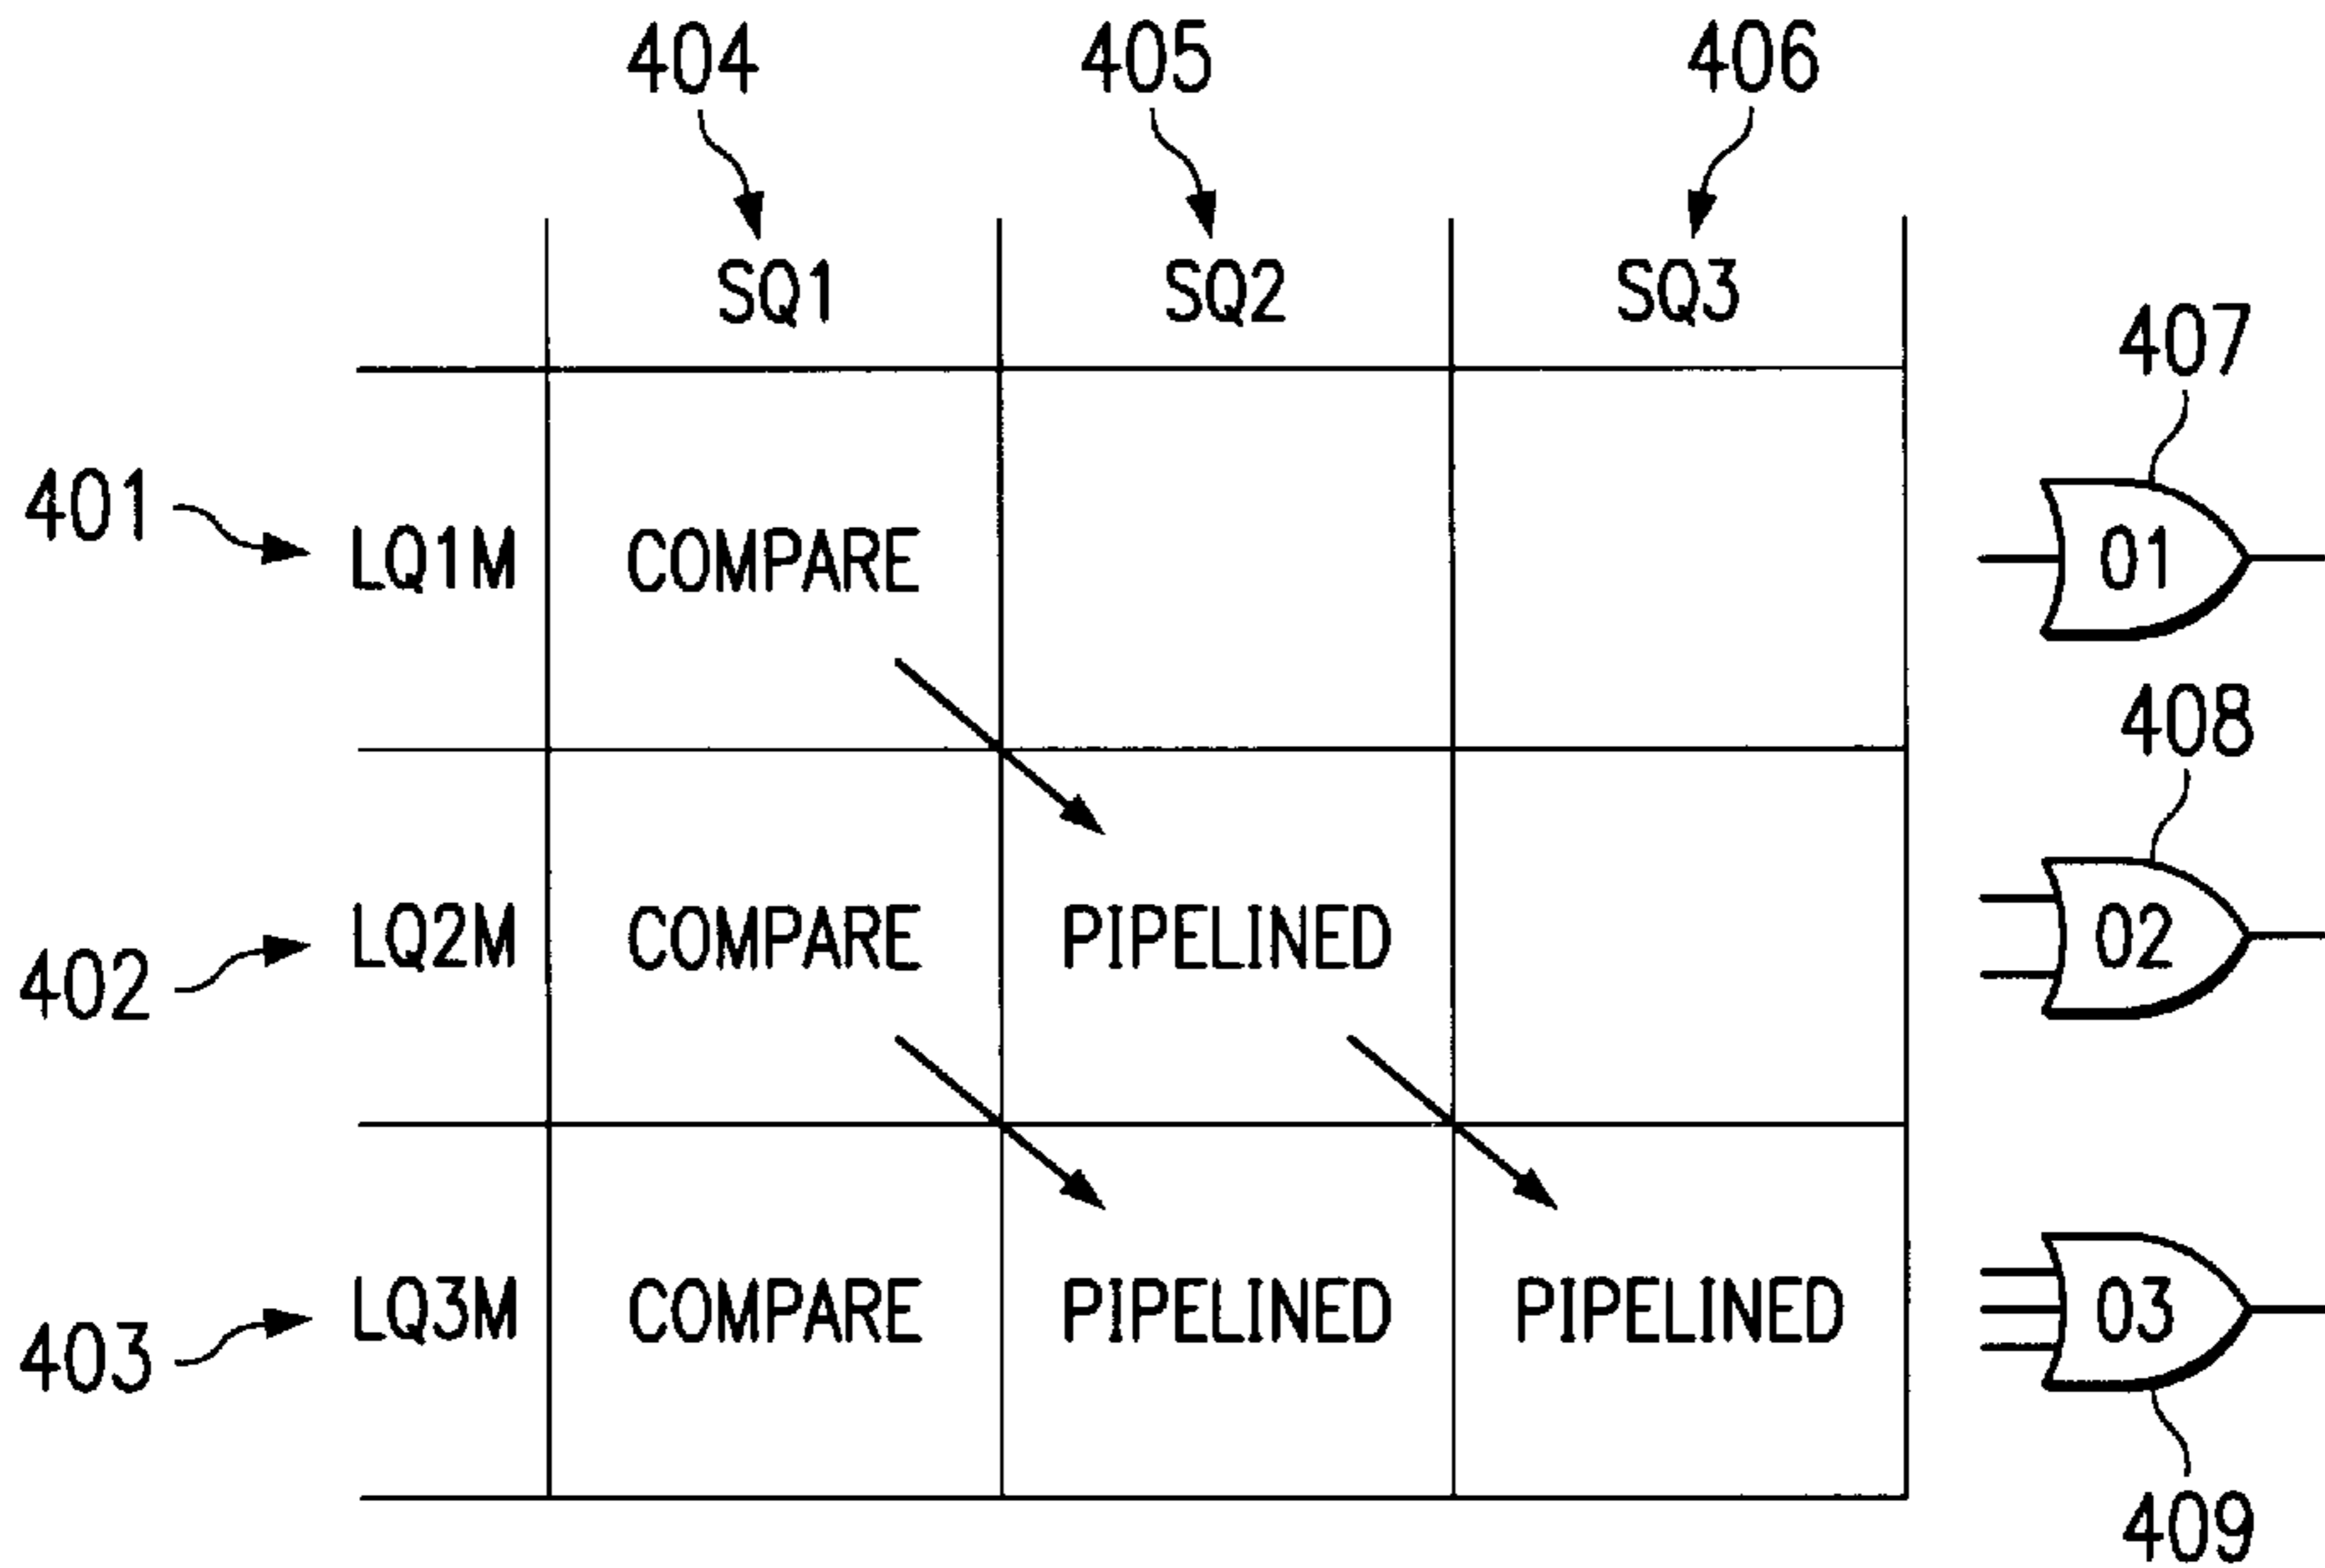 404 405 406
SQ1 SQ2 SQ3
407
401 LQ1M COMPARE 01
408
402 LQ2M COMPARE PIPELINED 02
403 LQ3M COMPARE PIPELINED PIPELINED 03
409